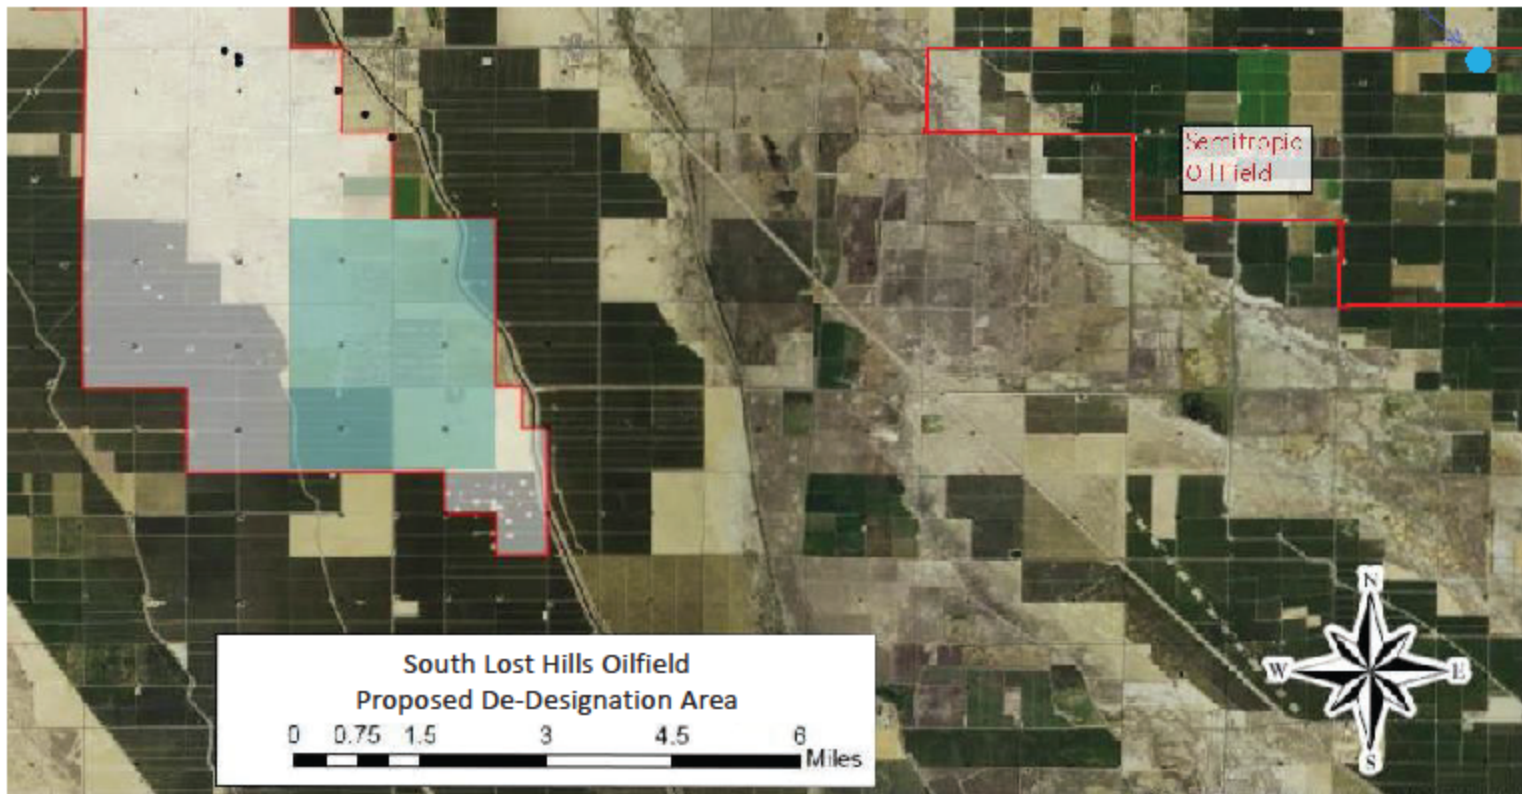 Semitropic
Oil Field
South Lost Hills Oilfield
Proposed De-Designation Area
0 0.75 1.5 3 4.5 6
Miles
N
W E
S